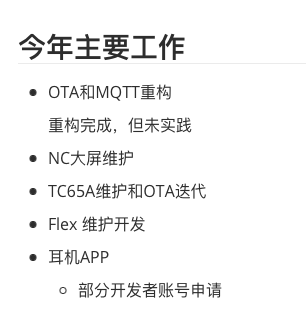 今年主要工作
OTA和MQTT重构
重构完成，但未实践
NC大屏维护
TC65A维护和OTA迭代
Flex 维护开发
耳机APP
部分开发者账号申请